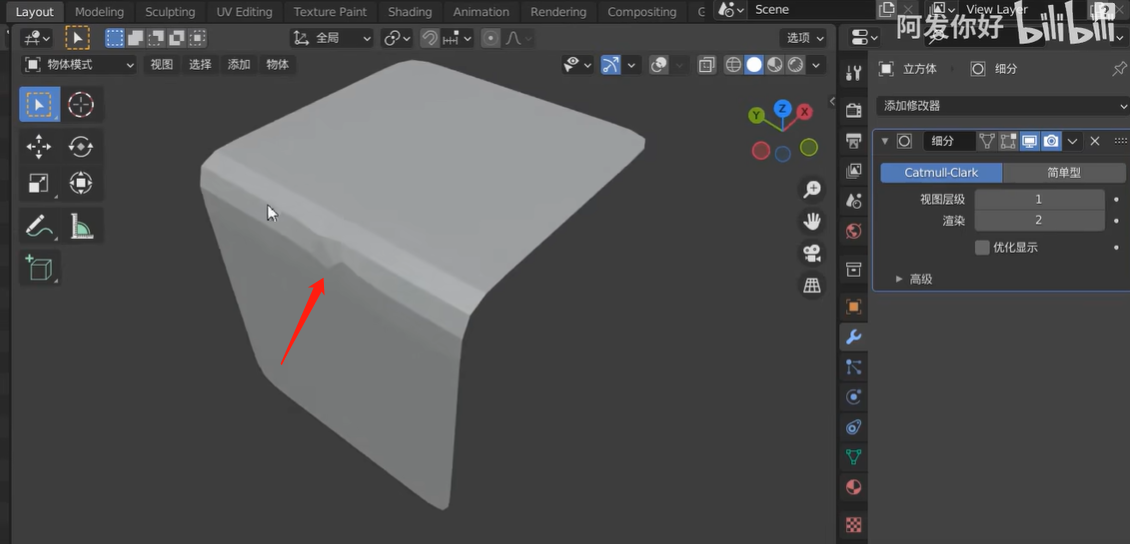 Layout Modeling Sculpting UV Editing Texture Paint Shading Animation Rendering Compositing G Scene View Layer
阿发你好 bilibili
全局 选项
物体模式 视图 选择 添加 物体
立方体 细分
添加修改器
细分
Catmull-Clark 简单型
视图层级 1
渲染 2
优化显示
高级
Y Z X